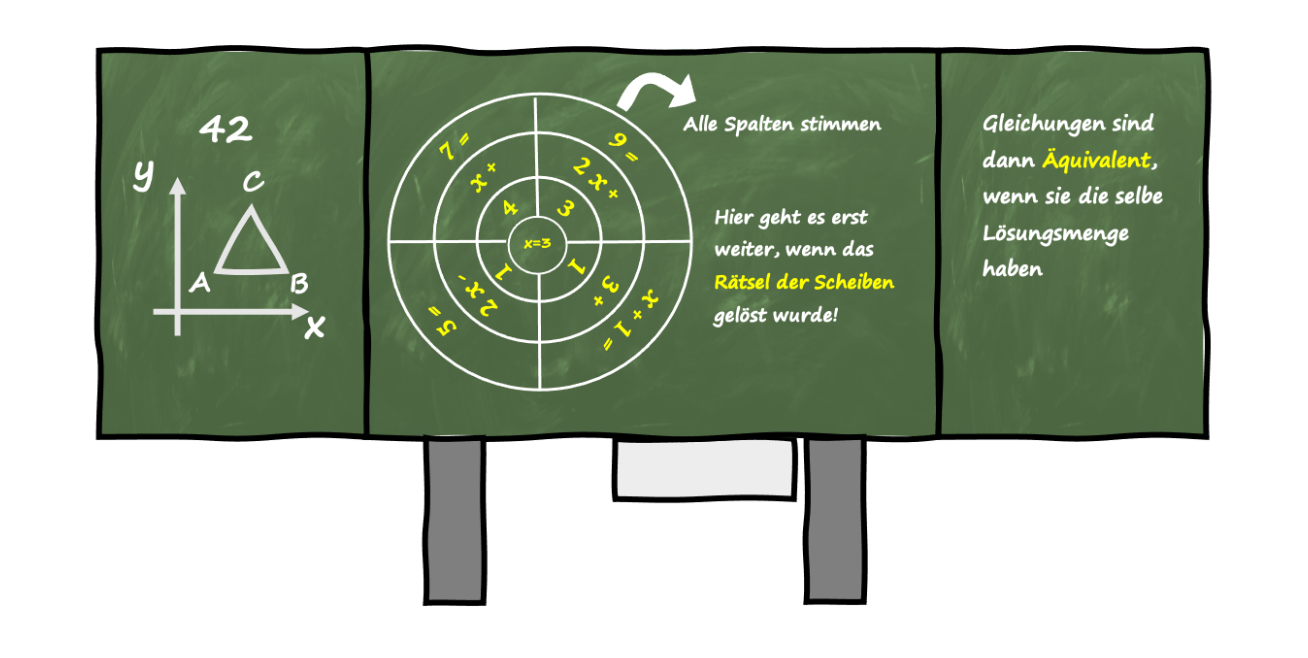 42
y
C
A
B
x
7 =
9 =
x +
2 x +
4
3
x=3
1
1
2 x -
3 +
5 =
x + 1 =
Alle Spalten stimmen
Hier geht es erst
weiter, wenn das
Rätsel der Scheiben
gelöst wurde!
Gleichungen sind
dann Äquivalent,
wenn sie die selbe
Lösungsmenge
haben